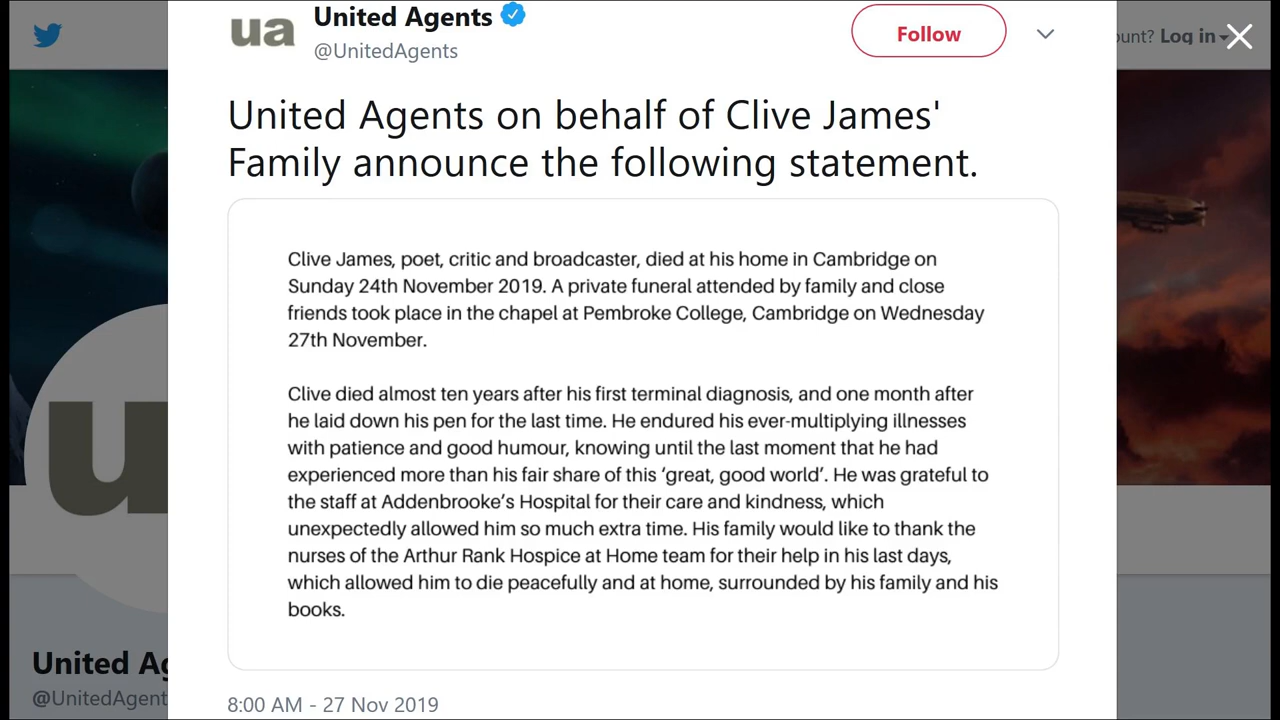 ua
United Agents
@UnitedAgents
Follow
ount? Log in
United Agents on behalf of Clive James'
Family announce the following statement.
Clive James, poet, critic and broadcaster, died at his home in Cambridge on
Sunday 24th November 2019. A private funeral attended by family and close
friends took place in the chapel at Pembroke College, Cambridge on Wednesday
27th November.
Clive died almost ten years after his first terminal diagnosis, and one month after
he laid down his pen for the last time. He endured his ever-multiplying illnesses
with patience and good humour, knowing until the last moment that he had
experienced more than his fair share of this ‘great, good world’. He was grateful to
the staff at Addenbrooke’s Hospital for their care and kindness, which
unexpectedly allowed him so much extra time. His family would like to thank the
nurses of the Arthur Rank Hospice at Home team for their help in his last days,
which allowed him to die peacefully and at home, surrounded by his family and his
books.
8:00 AM - 27 Nov 2019
u
United Ag
@UnitedAgent